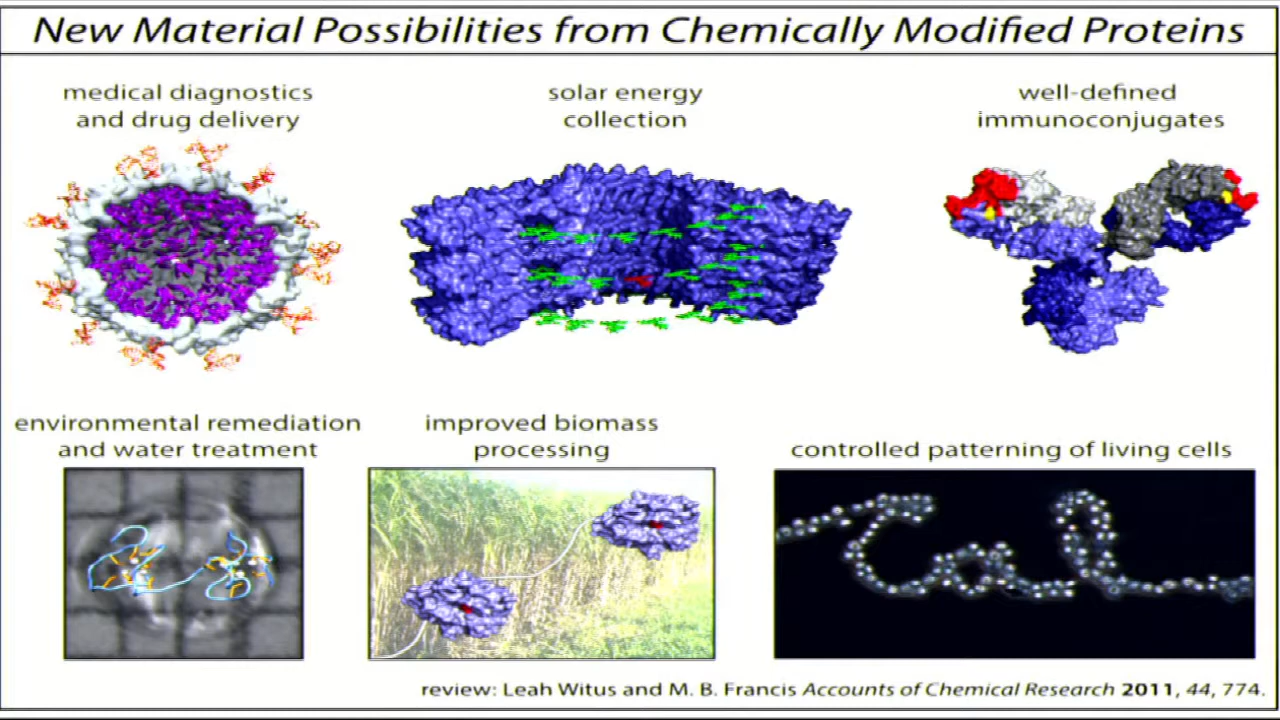 New Material Possibilities from Chemically Modified Proteins
medical diagnostics
and drug delivery
solar energy
collection
well-defined
immunoconjugates
environmental remediation
and water treatment
improved biomass
processing
controlled patterning of living cells
Cal
review: Leah Witus and M. B. Francis Accounts of Chemical Research 2011, 44, 774.